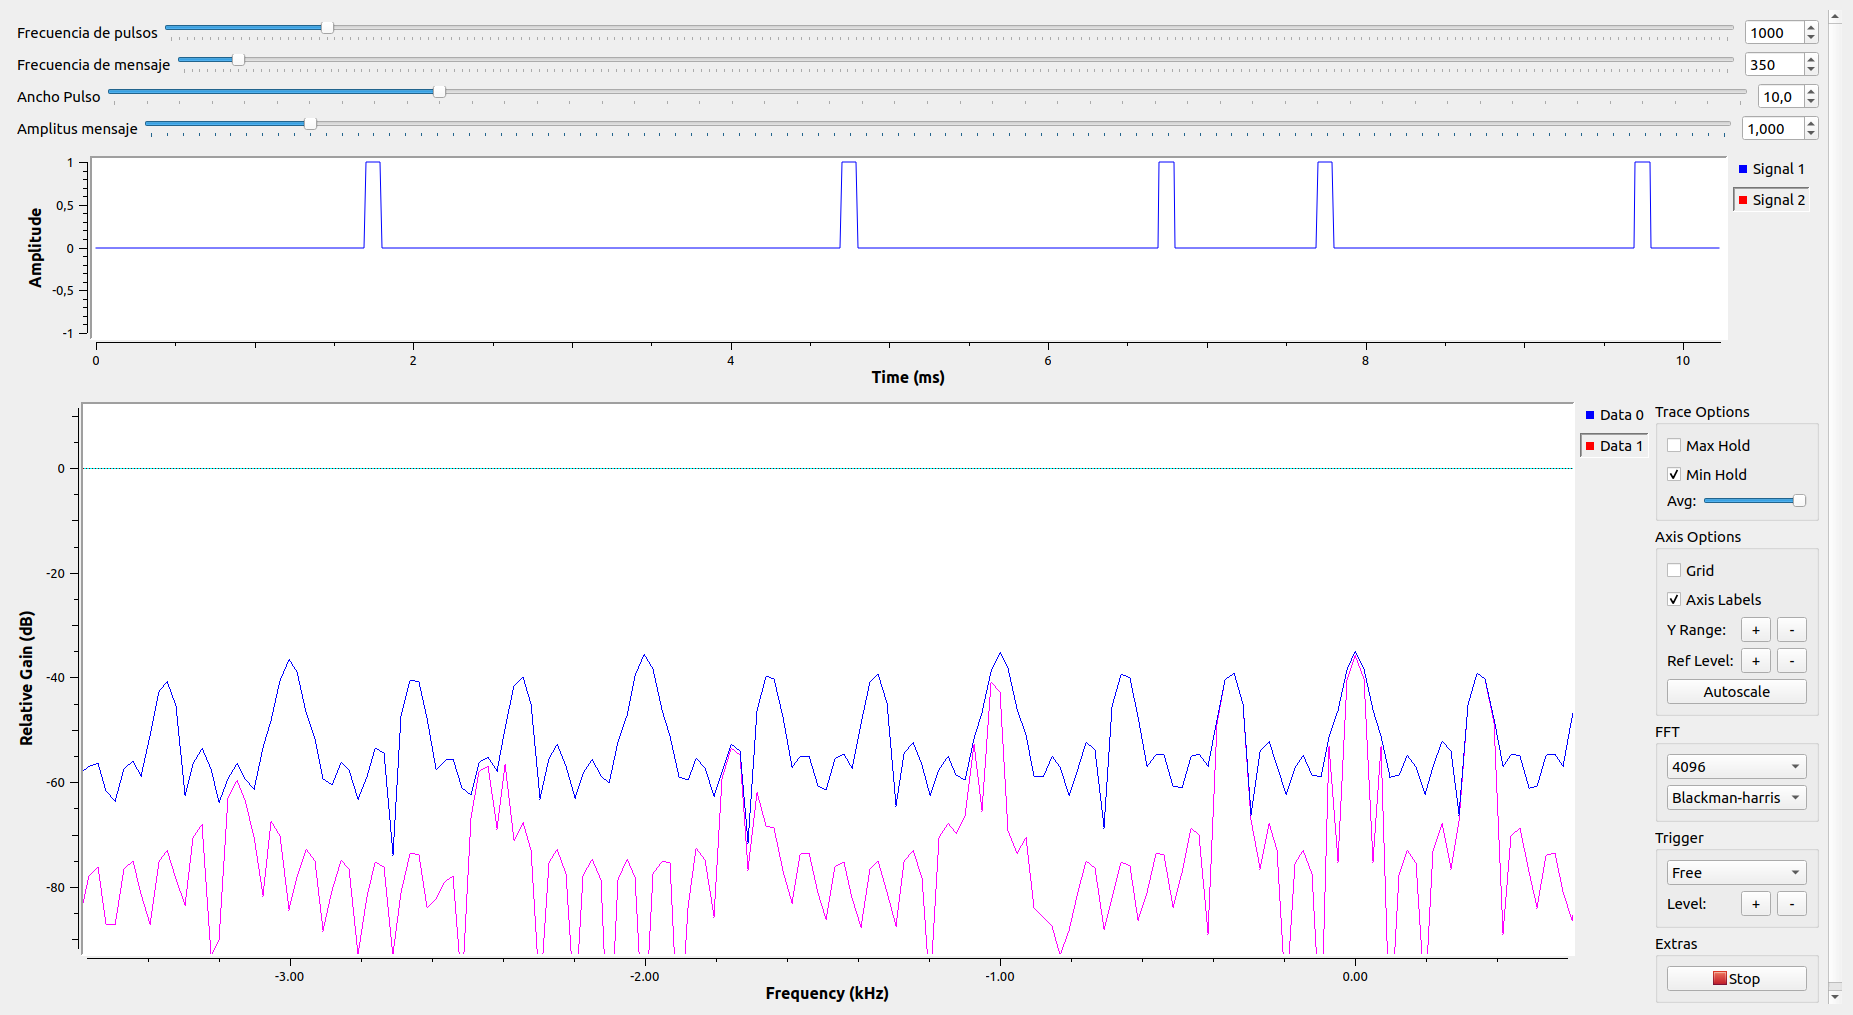 Frecuencia de pulsos 1000
Frecuencia de mensaje 350
Ancho Pulso 10,0
Amplitus mensaje 1,000
Amplitude
1
0,5
0
-0,5
-1
0 2 4 6 8 10
Time (ms)
Signal 1
Signal 2
Relative Gain (dB)
0
-20
-40
-60
-80
-3.00 -2.00 -1.00 0.00
Frequency (kHz)
Data 0
Data 1
Trace Options
Max Hold
Min Hold
Avg:
Axis Options
Grid
Axis Labels
Y Range: + -
Ref Level: + -
Autoscale
FFT
4096
Blackman-harris
Trigger
Free
Level: + -
Extras
Stop